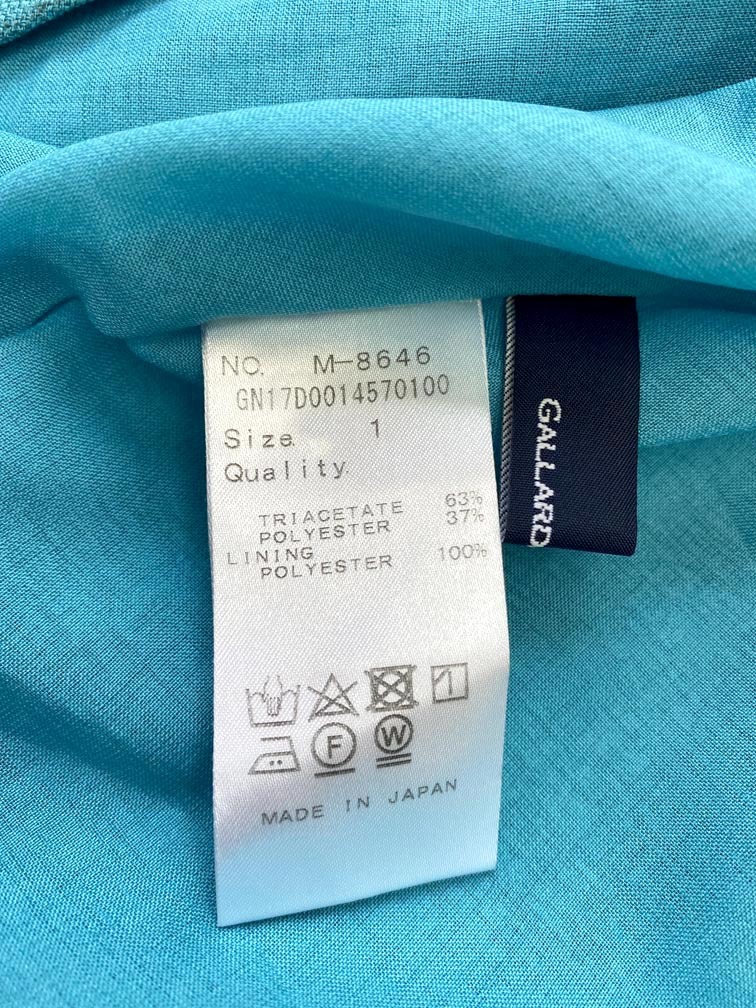 NO. M-8646
GN17D0014570100
Size 1
Quality.
TRIACETATE 63%
POLYESTER 37%
LINING
POLYESTER 100%
F W
MADE IN JAPAN
GALLARD